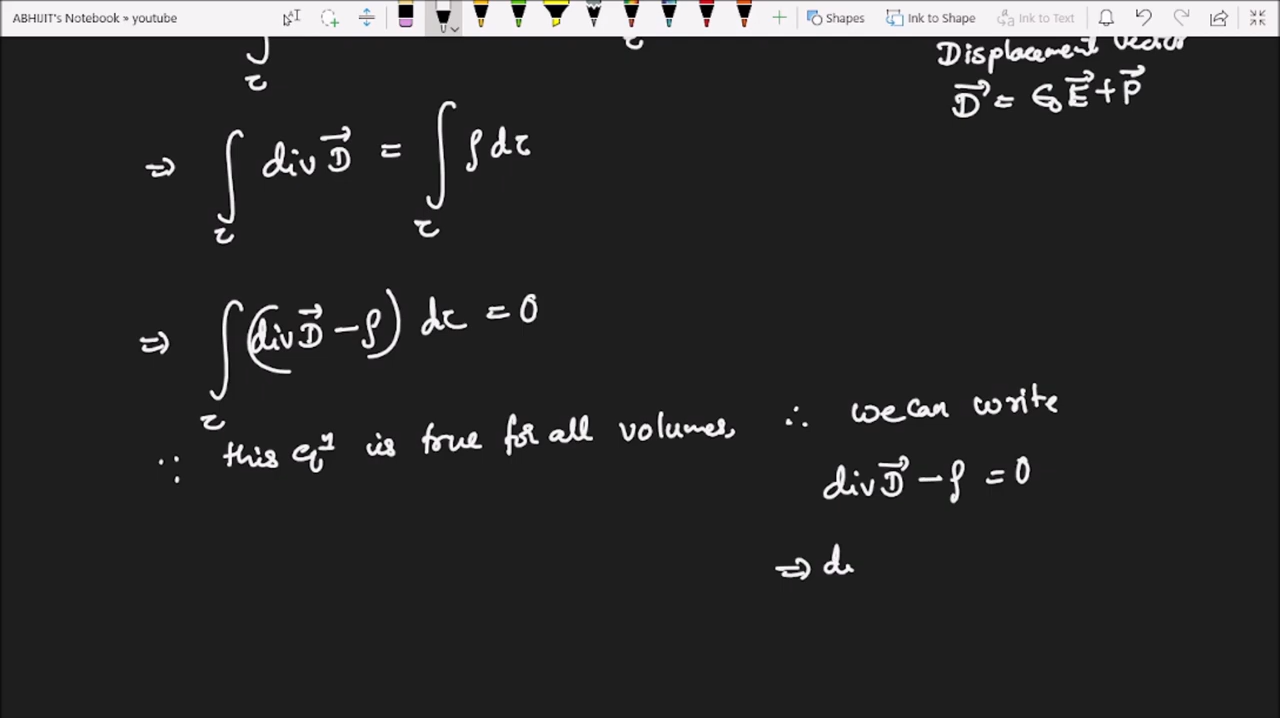 ABHIJIT's Notebook » youtube
Shapes
Ink to Shape
Ink to Text
Displacement Vector
D⃗ = ϵ₀E⃗ + P⃗
τ
τ
⇒ ∫ div D⃗ = ∫ ρ dτ
τ τ
⇒ ∫ (div D⃗ − ρ) dτ = 0
τ
∵ this eqⁿ is true for all volumes, ∴ we can write
div D⃗ − ρ = 0
⇒ di